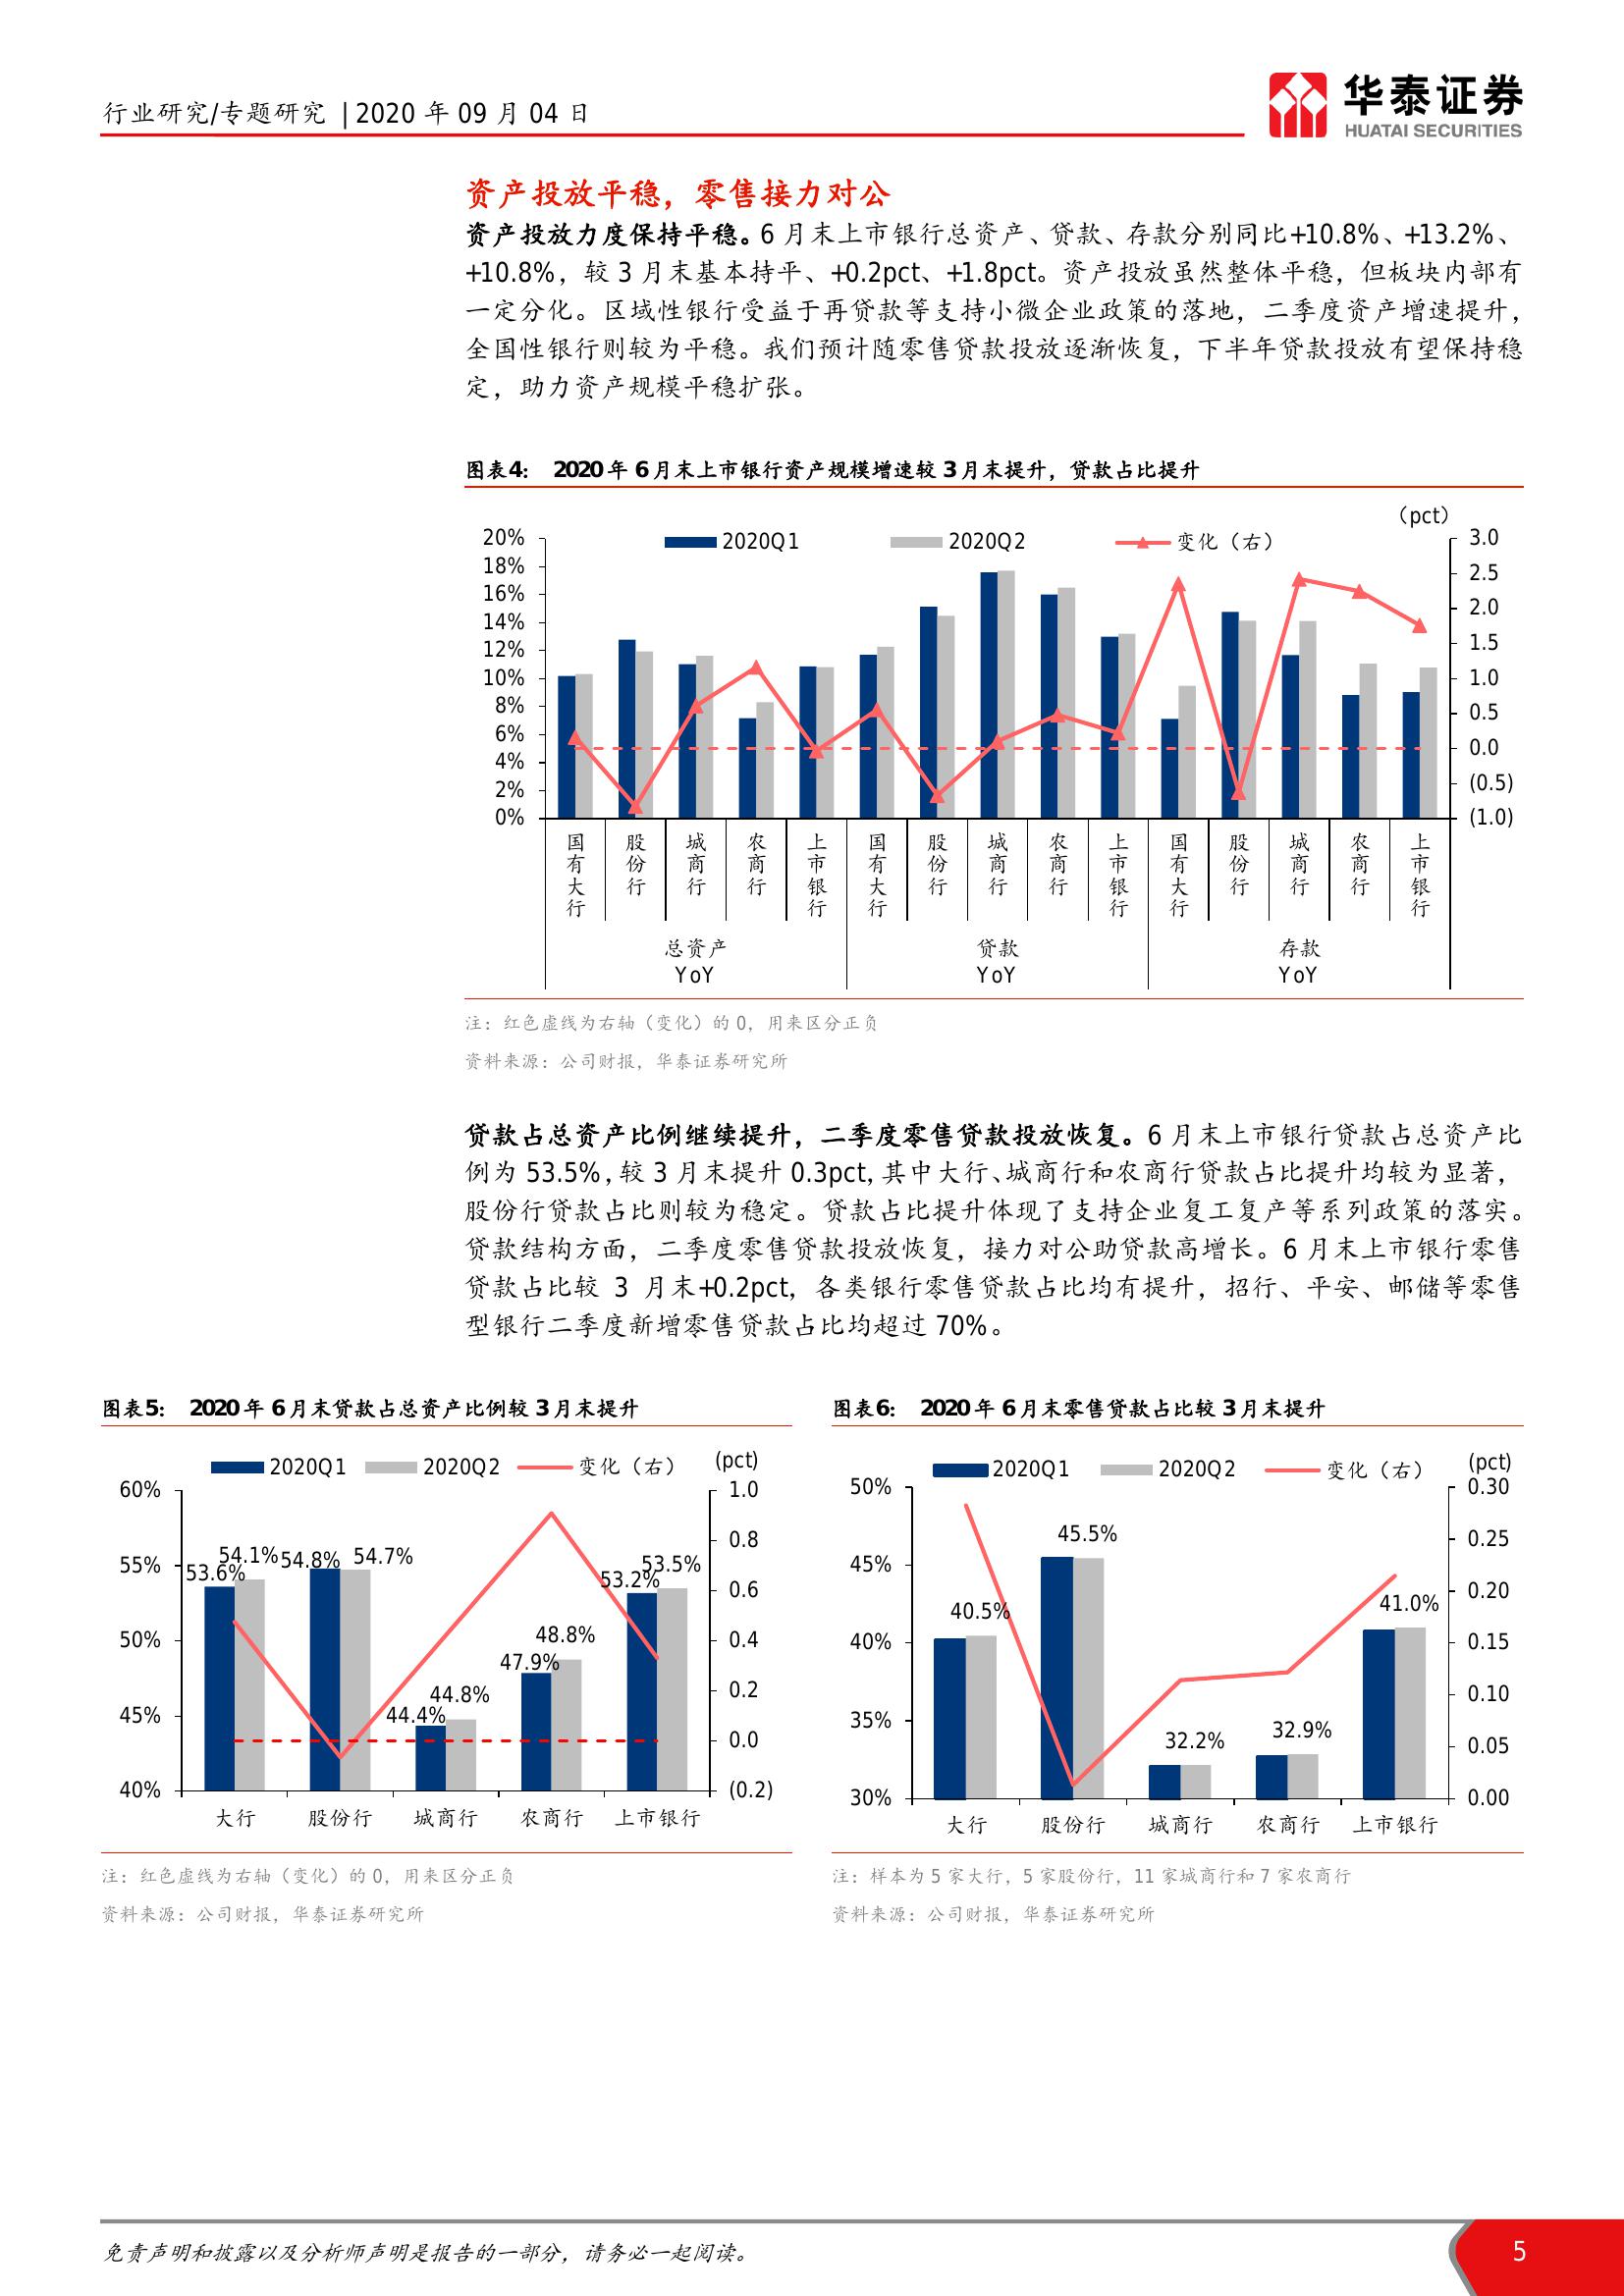 行业研究/专题研究 | 2020 年 09 月 04 日
华泰证券
HUATAI SECURITIES
资产投放平稳，零售接力对公
资产投放力度保持平稳。6 月末上市银行总资产、贷款、存款分别同比+10.8%、+13.2%、
+10.8%，较 3 月末基本持平、+0.2pct、+1.8pct。资产投放虽然整体平稳，但板块内部有
一定分化。区域性银行受益于再贷款等支持小微企业政策的落地，二季度资产增速提升，
全国性银行则较为平稳。我们预计随零售贷款投放逐渐恢复，下半年贷款投放有望保持稳
定，助力资产规模平稳扩张。
图表4： 2020 年 6 月末上市银行资产规模增速较 3 月末提升，贷款占比提升
（pct）
2020Q1 2020Q2 变化（右）
20% 3.0
18% 2.5
16% 2.0
14% 1.5
12% 1.0
10% 0.5
8% 0.0
6% (0.5)
4% (1.0)
2%
0%
国有大行 股份行 城商行 农商行 上市银行 国有大行 股份行 城商行 农商行 上市银行 国有大行 股份行 城商行 农商行 上市银行
总资产 贷款 存款
YoY YoY YoY
注：红色虚线为右轴（变化）的 0，用来区分正负
资料来源：公司财报，华泰证券研究所
贷款占总资产比例继续提升，二季度零售贷款投放恢复。6 月末上市银行贷款占总资产比
例为 53.5%，较 3 月末提升 0.3pct，其中大行、城商行和农商行贷款占比提升均较为显著，
股份行贷款占比则较为稳定。贷款占比提升体现了支持企业复工复产等系列政策的落实。
贷款结构方面，二季度零售贷款投放恢复，接力对公助贷款高增长。6 月末上市银行零售
贷款占比较 3 月末+0.2pct，各类银行零售贷款占比均有提升，招行、平安、邮储等零售
型银行二季度新增零售贷款占比均超过 70%。
图表5： 2020 年 6 月末贷款占总资产比例较 3 月末提升
2020Q1 2020Q2 变化（右） (pct)
60% 1.0
55% 0.8
50% 0.6
45% 0.4
40% 0.2
0.0
(0.2)
53.6% 54.1% 54.8% 54.7% 44.4% 44.8% 47.9% 48.8% 53.2% 53.5%
大行 股份行 城商行 农商行 上市银行
注：红色虚线为右轴（变化）的 0，用来区分正负
资料来源：公司财报，华泰证券研究所
图表6： 2020 年 6 月末零售贷款占比较 3 月末提升
2020Q1 2020Q2 变化（右） (pct)
50% 0.30
45% 0.25
40% 0.20
35% 0.15
30% 0.10
0.05
0.00
40.5% 45.5% 32.2% 32.9% 41.0%
大行 股份行 城商行 农商行 上市银行
注：样本为 5 家大行，5 家股份行，11 家城商行和 7 家农商行
资料来源：公司财报，华泰证券研究所
免责声明和披露以及分析师声明是报告的一部分，请务必一起阅读。
5